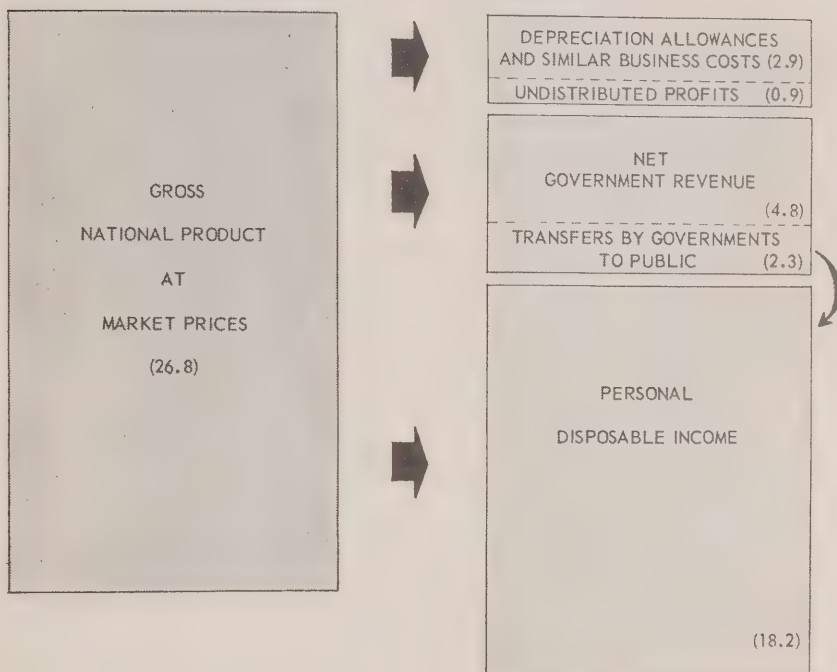 GROSS
NATIONAL PRODUCT
AT
MARKET PRICES
(26.8)
DEPRECIATION ALLOWANCES
AND SIMILAR BUSINESS COSTS (2.9)
UNDISTRIBUTED PROFITS (0.9)
NET
GOVERNMENT REVENUE
(4.8)
TRANSFERS BY GOVERNMENTS
TO PUBLIC (2.3)
PERSONAL
DISPOSABLE INCOME
(18.2)